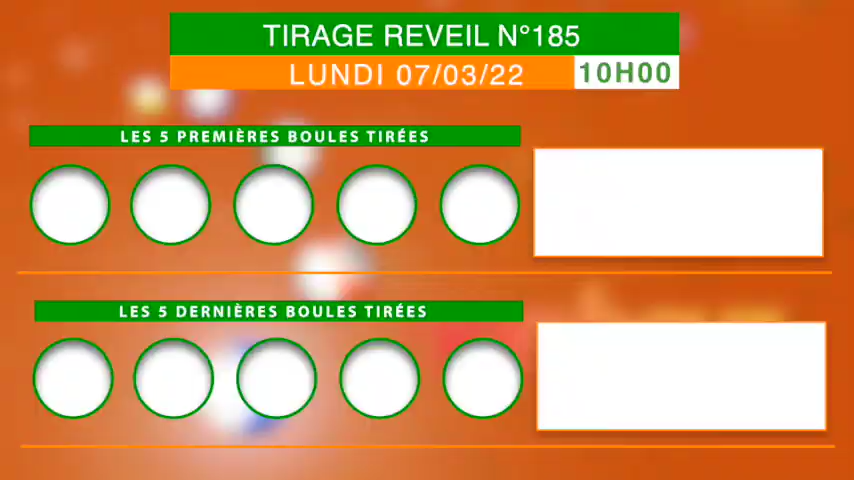 TIRAGE REVEIL N°185
LUNDI 07/03/22 10H00
LES 5 PREMIÈRES BOULES TIRÉES
LES 5 DERNIÈRES BOULES TIRÉES